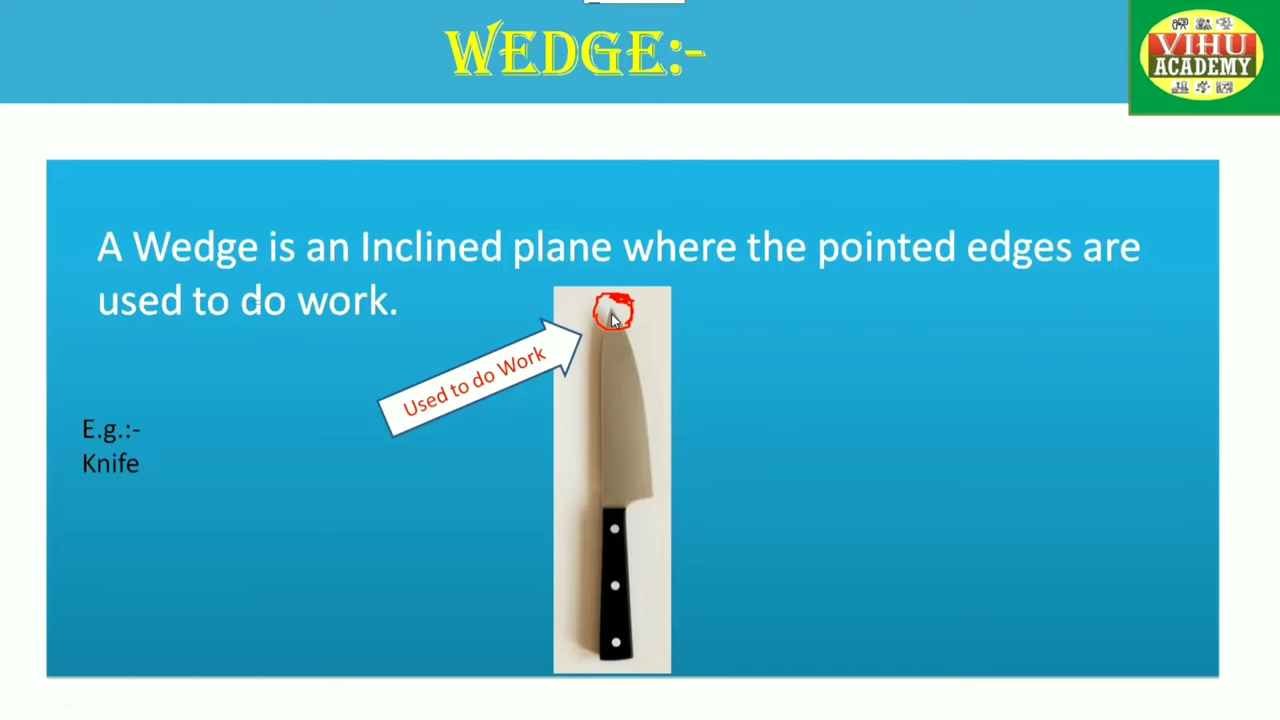 WEDGE:-
VIHU
ACADEMY
A Wedge is an Inclined plane where the pointed edges are
used to do work.
Used to do Work
E.g.:-
Knife